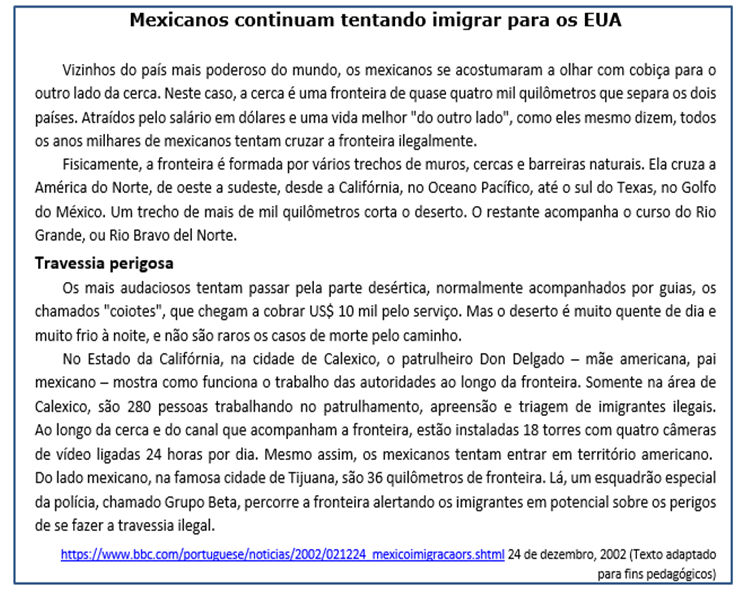 Mexicanos continuam tentando imigrar para os EUA
Vizinhos do país mais poderoso do mundo, os mexicanos se acostumaram a olhar com cobiça para o
outro lado da cerca. Neste caso, a cerca é uma fronteira de quase quatro mil quilômetros que separa os dois
países. Atraídos pelo salário em dólares e uma vida melhor "do outro lado", como eles mesmo dizem, todos
os anos milhares de mexicanos tentam cruzar a fronteira ilegalmente.
Fisicamente, a fronteira é formada por vários trechos de muros, cercas e barreiras naturais. Ela cruza a
América do Norte, de oeste a sudeste, desde a Califórnia, no Oceano Pacífico, até o sul do Texas, no Golfo
do México. Um trecho de mais de mil quilômetros corta o deserto. O restante acompanha o curso do Rio
Grande, ou Rio Bravo del Norte.
Travessia perigosa
Os mais audaciosos tentam passar pela parte desértica, normalmente acompanhados por guias, os
chamados "coiotes", que chegam a cobrar US$ 10 mil pelo serviço. Mas o deserto é muito quente de dia e
muito frio à noite, e não são raros os casos de morte pelo caminho.
No Estado da Califórnia, na cidade de Calexico, o patrulheiro Don Delgado – mãe americana, pai
mexicano – mostra como funciona o trabalho das autoridades ao longo da fronteira. Somente na área de
Calexico, são 280 pessoas trabalhando no patrulhamento, apreensão e triagem de imigrantes ilegais.
Ao longo da cerca e do canal que acompanham a fronteira, estão instaladas 18 torres com quatro câmeras
de vídeo ligadas 24 horas por dia. Mesmo assim, os mexicanos tentam entrar em território americano.
Do lado mexicano, na famosa cidade de Tijuana, são 36 quilômetros de fronteira. Lá, um esquadrão especial
da polícia, chamado Grupo Beta, percorre a fronteira alertando os imigrantes em potencial sobre os perigos
de se fazer a travessia ilegal.
https://www.bbc.com/portuguese/noticias/2002/021224_mexicoimigracaors.shtml 24 de dezembro, 2002 (Texto adaptado
para fins pedagógicos)